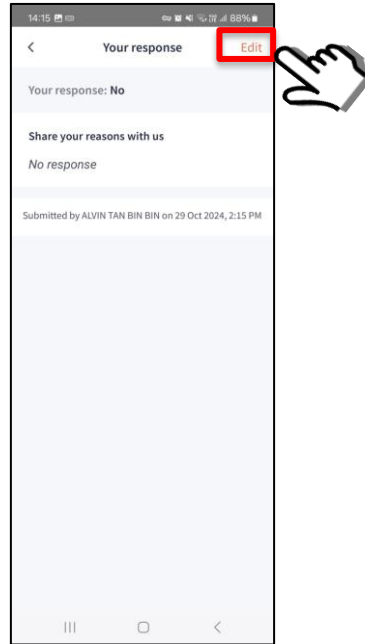 14:15 88%
Your response Edit
Your response: No
Share your reasons with us
No response
Submitted by ALVIN TAN BIN BIN on 29 Oct 2024, 2:15 PM